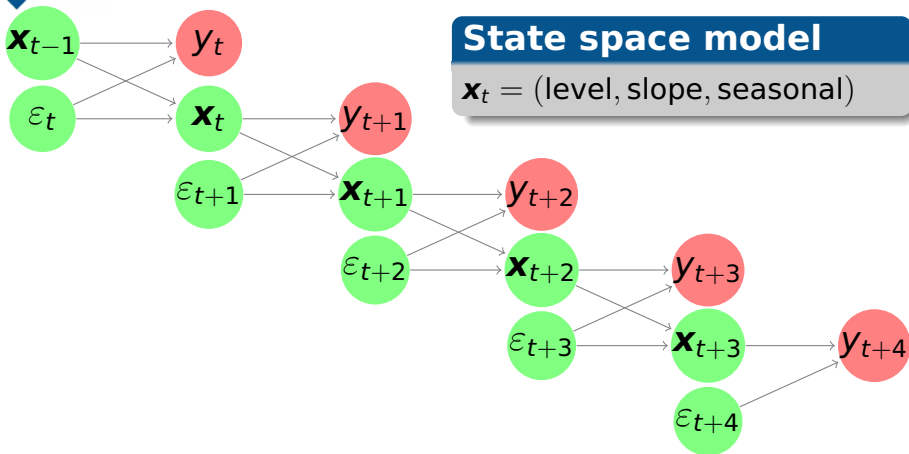 State space model
𝒙ₜ = (level, slope, seasonal)
𝒙ₜ₋₁
yₜ
εₜ
𝒙ₜ
yₜ₊₁
εₜ₊₁
𝒙ₜ₊₁
yₜ₊₂
εₜ₊₂
𝒙ₜ₊₂
yₜ₊₃
εₜ₊₃
𝒙ₜ₊₃
yₜ₊₄
εₜ₊₄